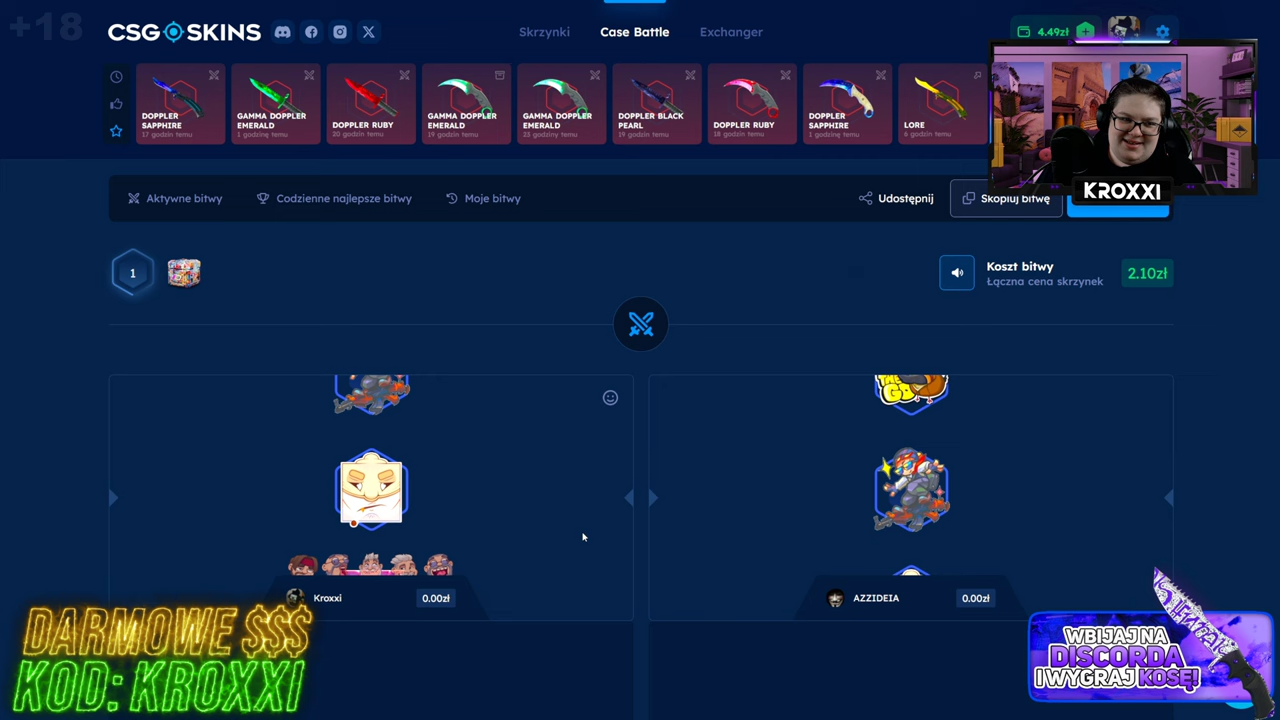 +18
CSG SKINS
Skrzynki
Case Battle
Exchanger
4.49zł
DOPPLER SAPPHIRE
17 godzin temu
GAMMA DOPPLER EMERALD
1 godzinę temu
DOPPLER RUBY
20 godzin temu
GAMMA DOPPLER EMERALD
19 godzin temu
GAMMA DOPPLER EMERALD
23 godziny temu
DOPPLER BLACK PEARL
19 godzin temu
DOPPLER RUBY
18 godzin temu
DOPPLER SAPPHIRE
1 godzinę temu
LORE
6 godzin temu
KROXXI
Aktywne bitwy
Codzienne najlepsze bitwy
Moje bitwy
Udostępnij
Skopiuj bitwę
1
Koszt bitwy
Łączna cena skrzynek
2.10zł
Kroxxi
0.00zł
AZZIDEIA
0.00zł
DARMOWE $$$
KOD: KROXXI
WBIJAJ NA
DISCORDA
I WYGRAJ KOSĘ!